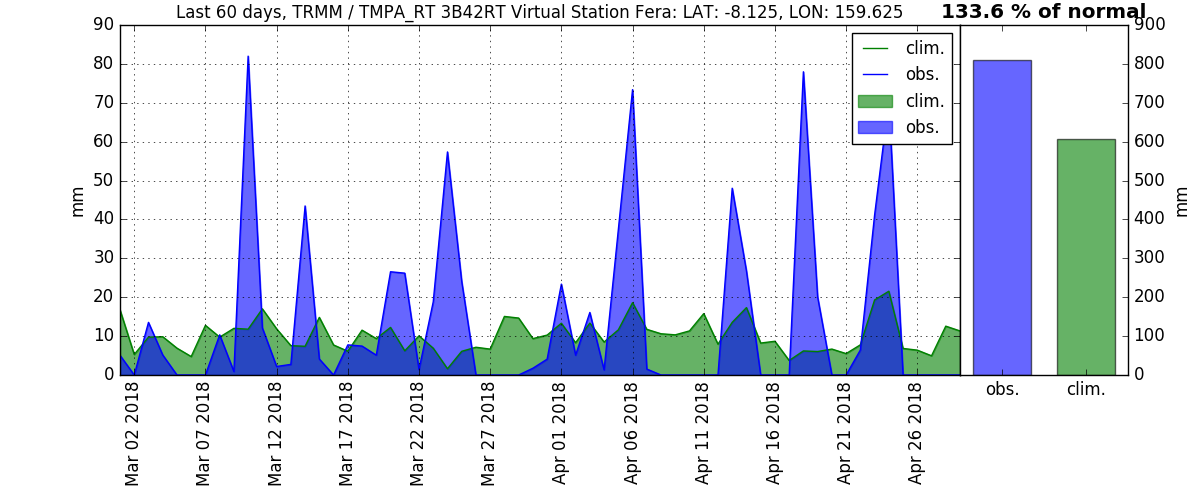 Last 60 days, TRMM / TMPA_RT 3B42RT Virtual Station Fera: LAT: -8.125, LON: 159.625
133.6 % of normal
90
80
70
60
50
40
30
20
10
0
mm
clim.
obs.
clim.
obs.
Mar 02 2018
Mar 07 2018
Mar 12 2018
Mar 17 2018
Mar 22 2018
Mar 27 2018
Apr 01 2018
Apr 06 2018
Apr 11 2018
Apr 16 2018
Apr 21 2018
Apr 26 2018
900
800
700
600
500
400
300
200
100
0
mm
obs.
clim.